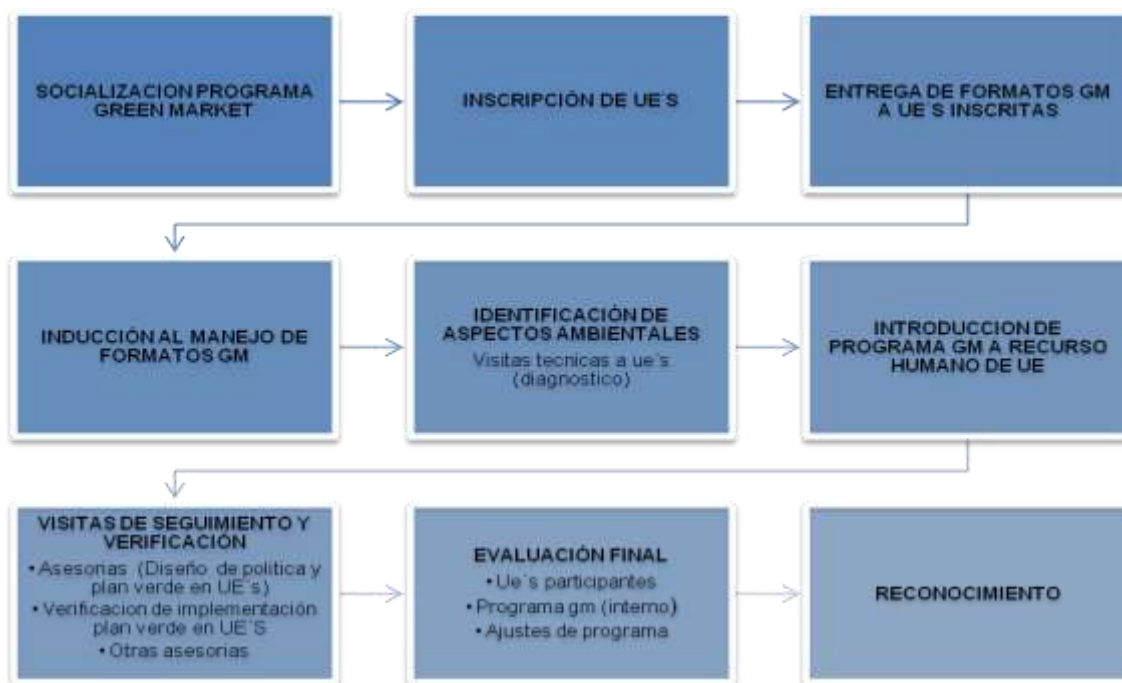 SOCIALIZACION PROGRAMA
GREEN MARKET
INSCRIPCIÓN DE UE´S
ENTREGA DE FORMATOS GM
A UE´S INSCRITAS
INDUCCIÓN AL MANEJO DE
FORMATOS GM
IDENTIFICACIÓN DE
ASPECTOS AMBIENTALES
Visitas tecnicas a ue´s
(diagnostico)
INTRODUCCION DE
PROGRAMA GM A RECURSO
HUMANO DE UE
VISITAS DE SEGUIMIENTO Y
VERIFICACIÓN
• Asesorias (Diseño de politica y
plan verde en UE´s)
• Verificacion de implementación
plan verde en UE´S
• Otras asesorias
EVALUACIÓN FINAL
• Ue´s participantes
• Programa gm (interno)
• Ajustes de programa
RECONOCIMIENTO